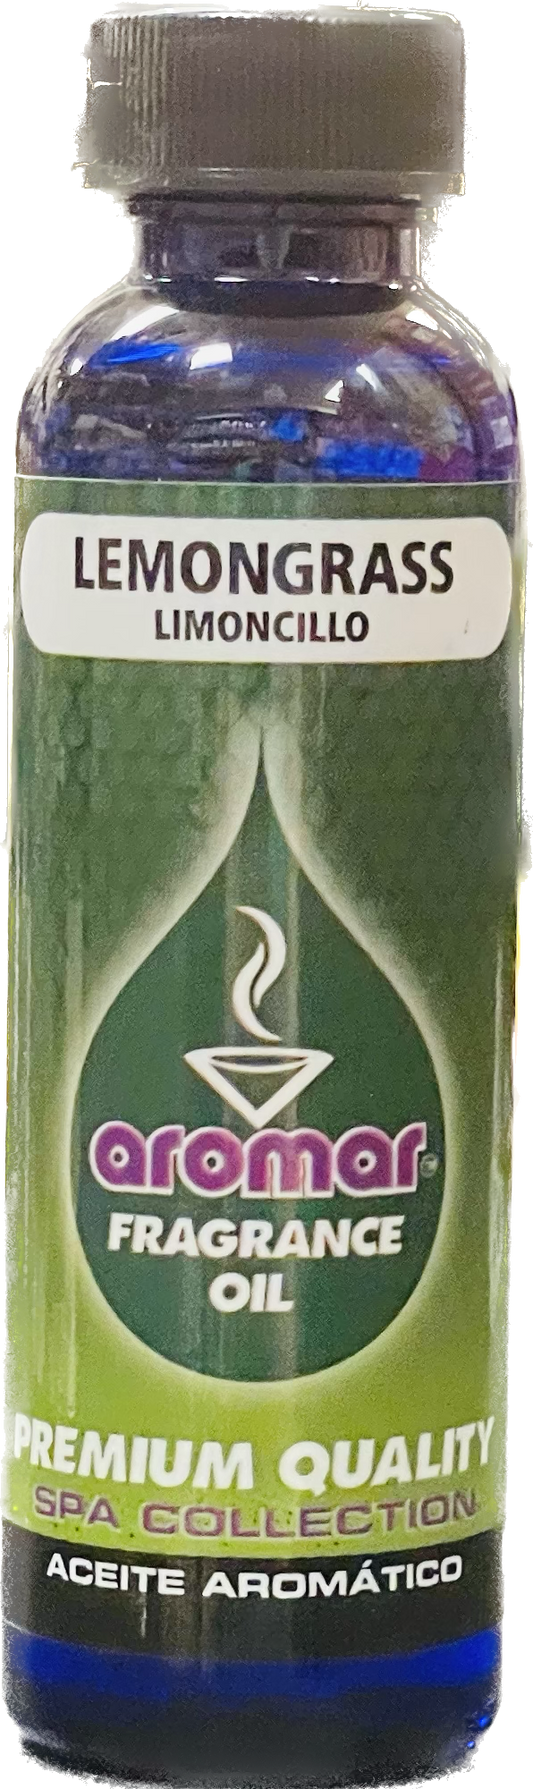 LEMONGRASS
LIMONCILLO
aromar
FRAGRANCE
OIL
PREMIUM QUALITY
SPA COLLECTION
ACEITE AROMÁTICO